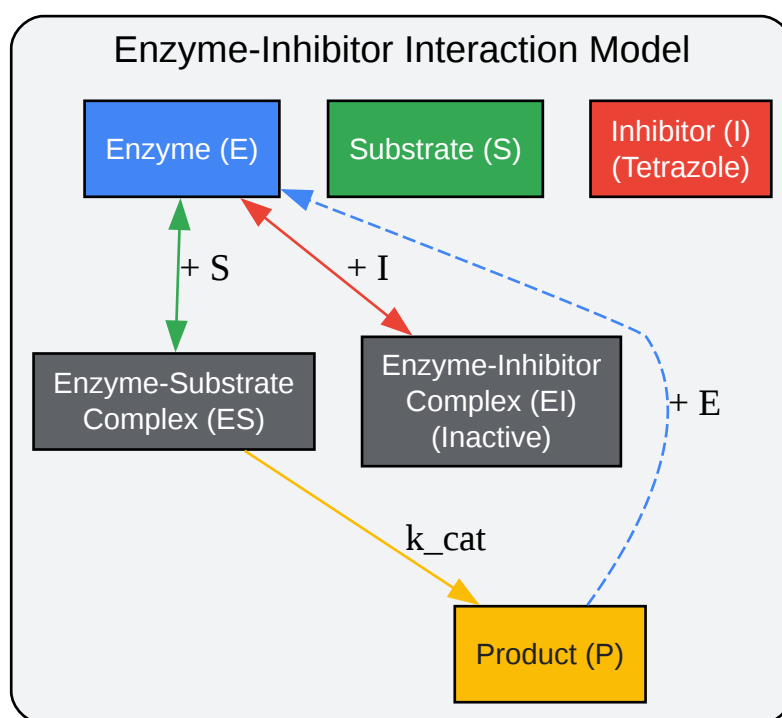 Enzyme-Inhibitor Interaction Model
Enzyme (E)
Substrate (S)
Inhibitor (I)
(Tetrazole)
+ S
+ I
Enzyme-Substrate
Complex (ES)
Enzyme-Inhibitor
Complex (EI)
(Inactive)
+ E
k_cat
Product (P)